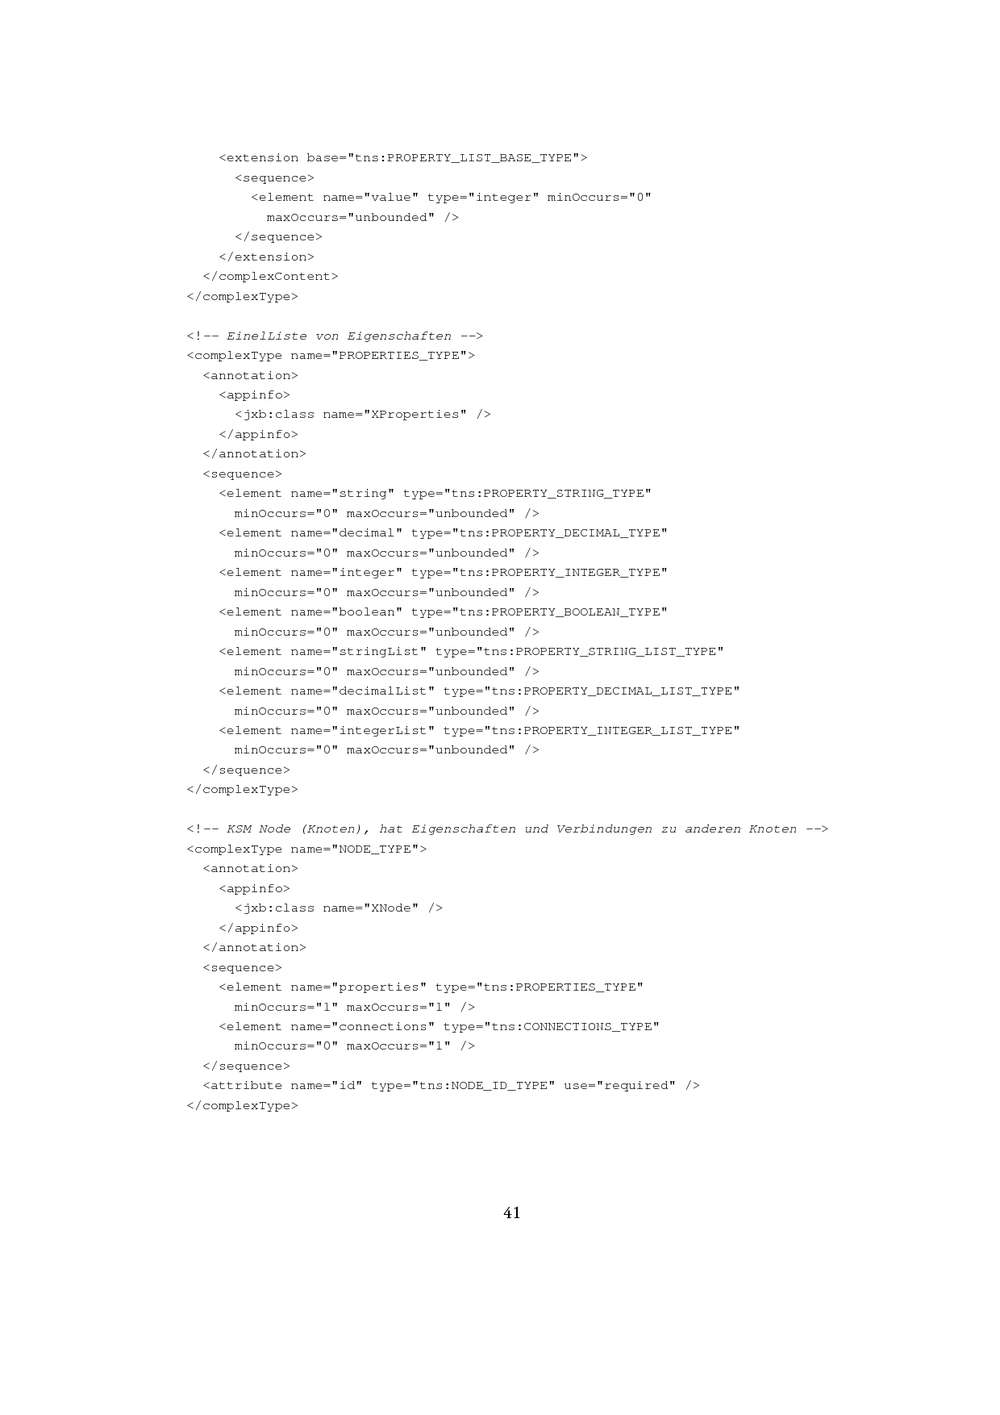 <extension base="tns:PROPERTY_LIST_BASE_TYPE">
<sequence>
<element name="value" type="integer" minOccurs="0"
maxOccurs="unbounded" />
</sequence>
</extension>
</complexContent>
</complexType>
<!-- EinelListe von Eigenschaften -->
<complexType name="PROPERTIES_TYPE">
<annotation>
<appinfo>
<jxb:class name="XProperties" />
</appinfo>
</annotation>
<sequence>
<element name="string" type="tns:PROPERTY_STRING_TYPE"
minOccurs="0" maxOccurs="unbounded" />
<element name="decimal" type="tns:PROPERTY_DECIMAL_TYPE"
minOccurs="0" maxOccurs="unbounded" />
<element name="integer" type="tns:PROPERTY_INTEGER_TYPE"
minOccurs="0" maxOccurs="unbounded" />
<element name="boolean" type="tns:PROPERTY_BOOLEAN_TYPE"
minOccurs="0" maxOccurs="unbounded" />
<element name="stringList" type="tns:PROPERTY_STRING_LIST_TYPE"
minOccurs="0" maxOccurs="unbounded" />
<element name="decimalList" type="tns:PROPERTY_DECIMAL_LIST_TYPE"
minOccurs="0" maxOccurs="unbounded" />
<element name="integerList" type="tns:PROPERTY_INTEGER_LIST_TYPE"
minOccurs="0" maxOccurs="unbounded" />
</sequence>
</complexType>
<!-- KSM Node (Knoten), hat Eigenschaften und Verbindungen zu anderen Knoten -->
<complexType name="NODE_TYPE">
<annotation>
<appinfo>
<jxb:class name="XNode" />
</appinfo>
</annotation>
<sequence>
<element name="properties" type="tns:PROPERTIES_TYPE"
minOccurs="1" maxOccurs="1" />
<element name="connections" type="tns:CONNECTIONS_TYPE"
minOccurs="0" maxOccurs="1" />
</sequence>
<attribute name="id" type="tns:NODE_ID_TYPE" use="required" />
</complexType>
41